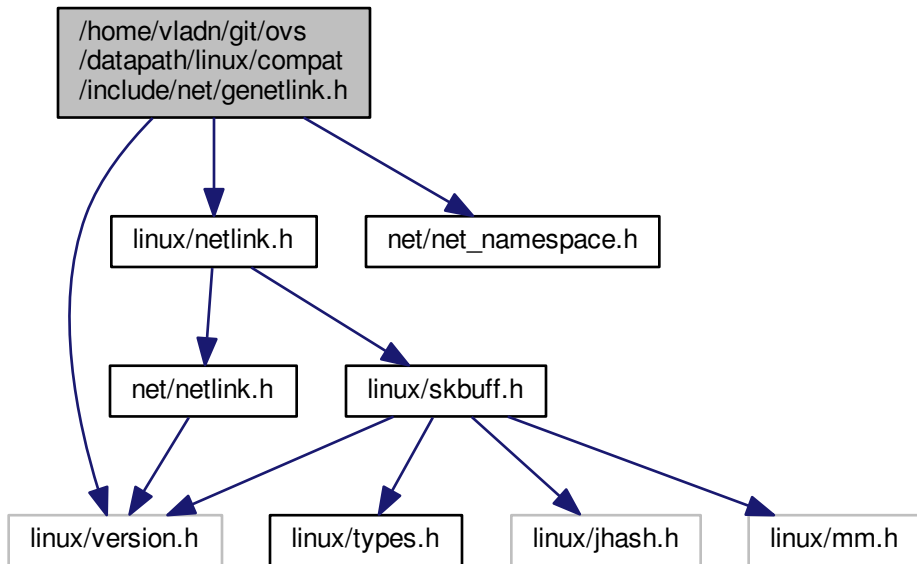 /home/vladn/git/ovs
/datapath/linux/compat
/include/net/genetlink.h
linux/netlink.h
net/net_namespace.h
net/netlink.h
linux/skbuff.h
linux/version.h
linux/types.h
linux/jhash.h
linux/mm.h